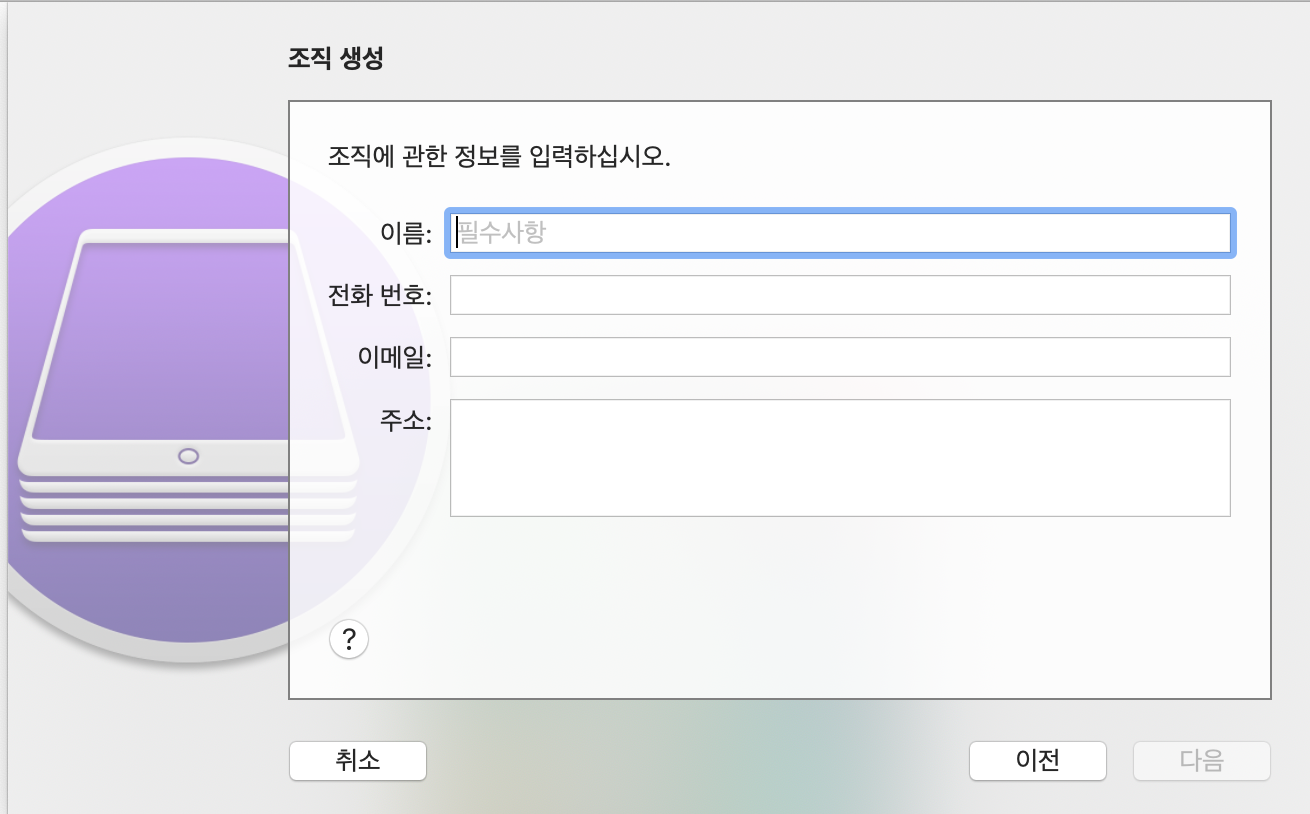 조직 생성
조직에 관한 정보를 입력하십시오.
이름: 필수사항
전화 번호:
이메일:
주소:
?
취소 이전 다음